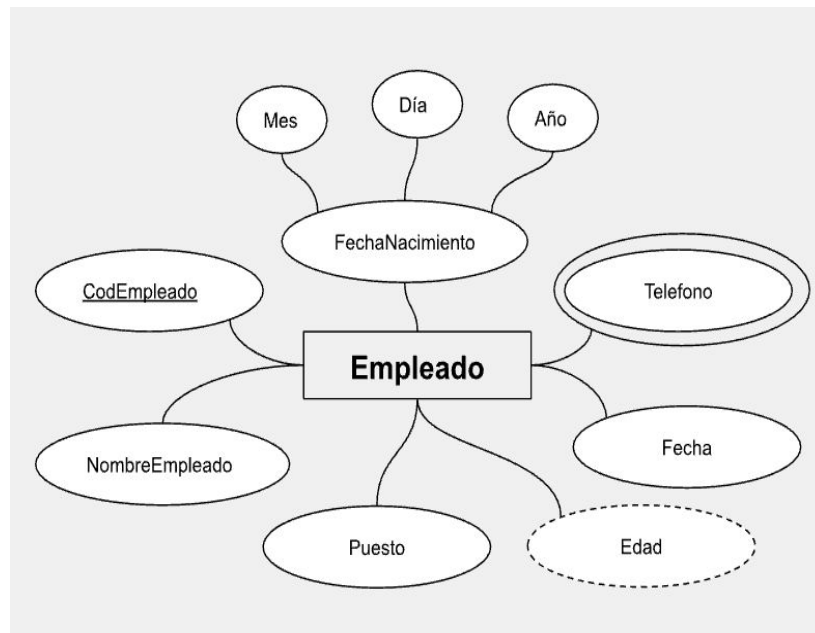 Mes
Día
Año
FechaNacimiento
CodEmpleado
Telefono
Empleado
NombreEmpleado
Fecha
Puesto
Edad